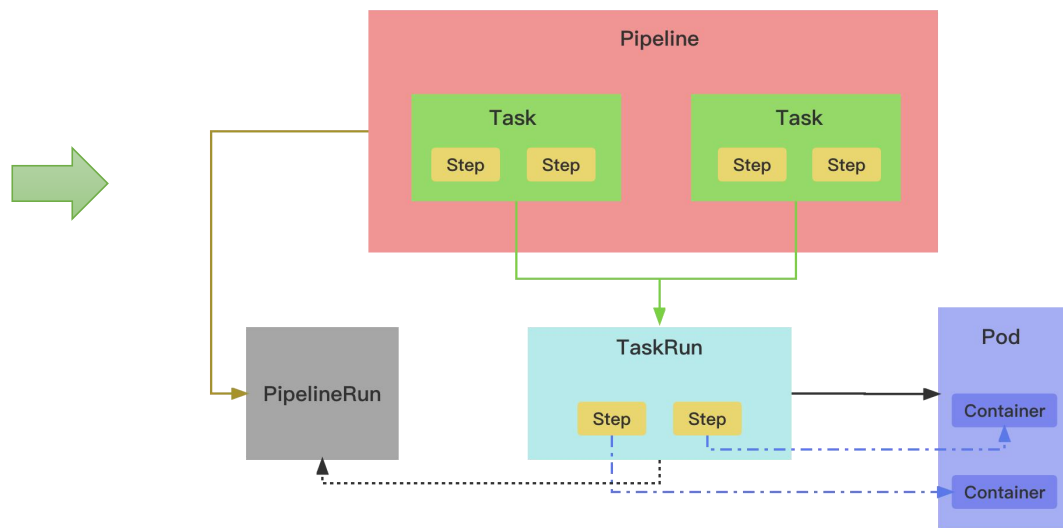 Pipeline
Task
Task
Step
Step
Step
Step
PipelineRun
TaskRun
Step
Step
Pod
Container
Container